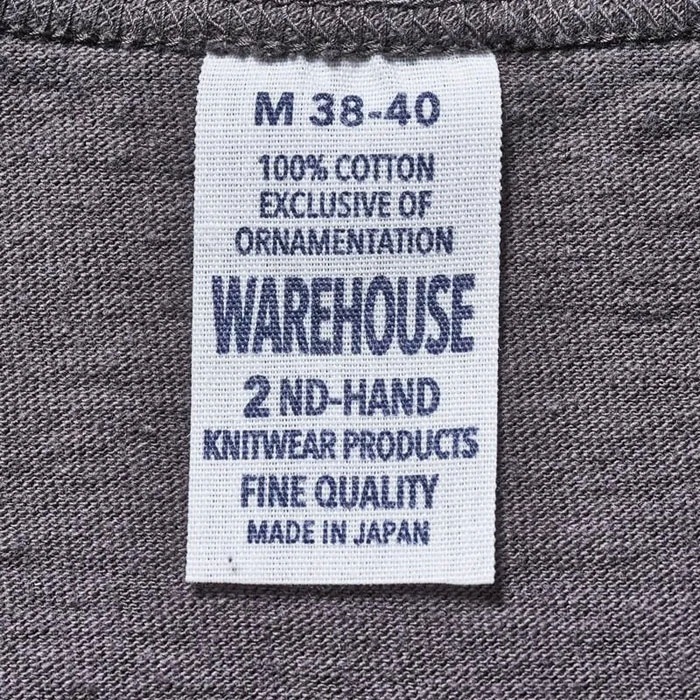 M 38-40
100% COTTON
EXCLUSIVE OF
ORNAMENTATION
WAREHOUSE
2 ND-HAND
KNITWEAR PRODUCTS
FINE QUALITY
MADE IN JAPAN